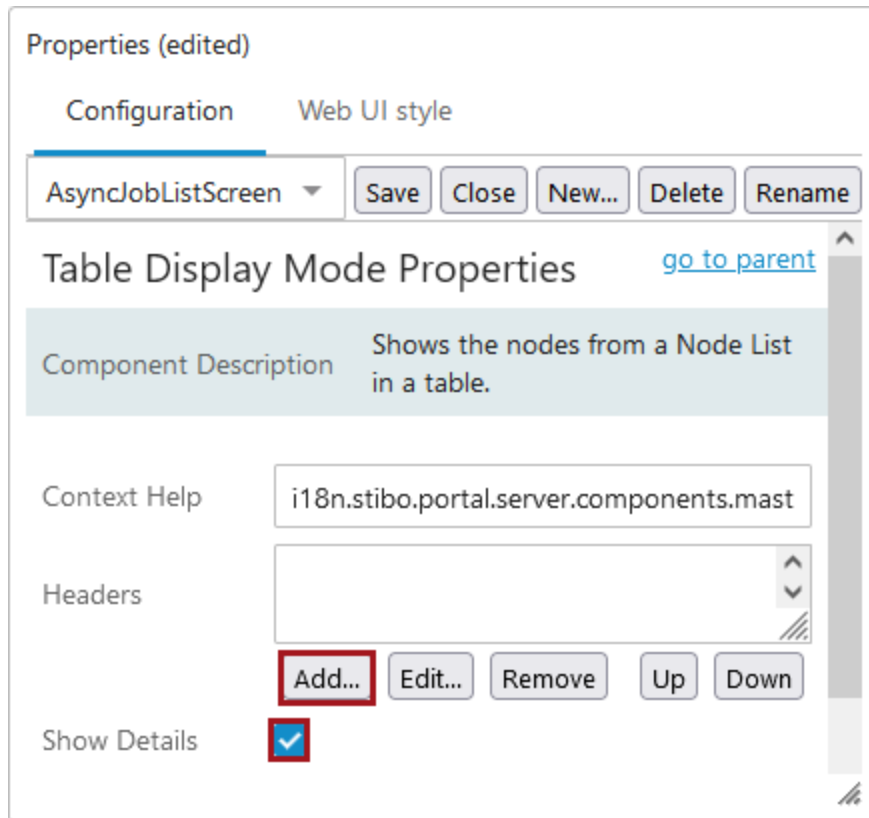 Properties (edited)
Configuration Web UI style
AsyncJobListScreen Save Close New... Delete Rename
Table Display Mode Properties go to parent
Component Description
Shows the nodes from a Node List
in a table.
Context Help i18n.stibo.portal.server.components.mast
Headers
Add... Edit... Remove Up Down
Show Details